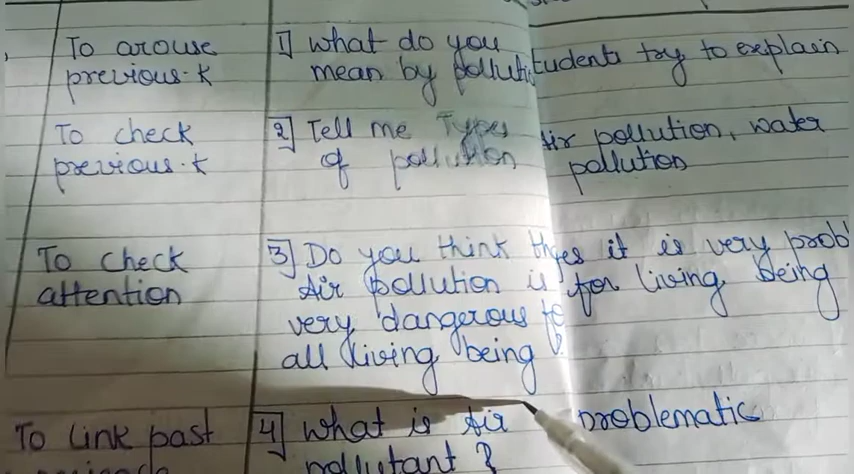 To arouse
previous.k
1] What do you
mean by polluti
tudents try to explain
To check
previous.k
2] Tell me Types
of pollution
Air pollution, water
pollution
To check
attention
3] Do you think
Air pollution is
very dangerous to
all living being ?
es it is very prob
for living being
To link past
4] What is Air
pollutant ?
problematic